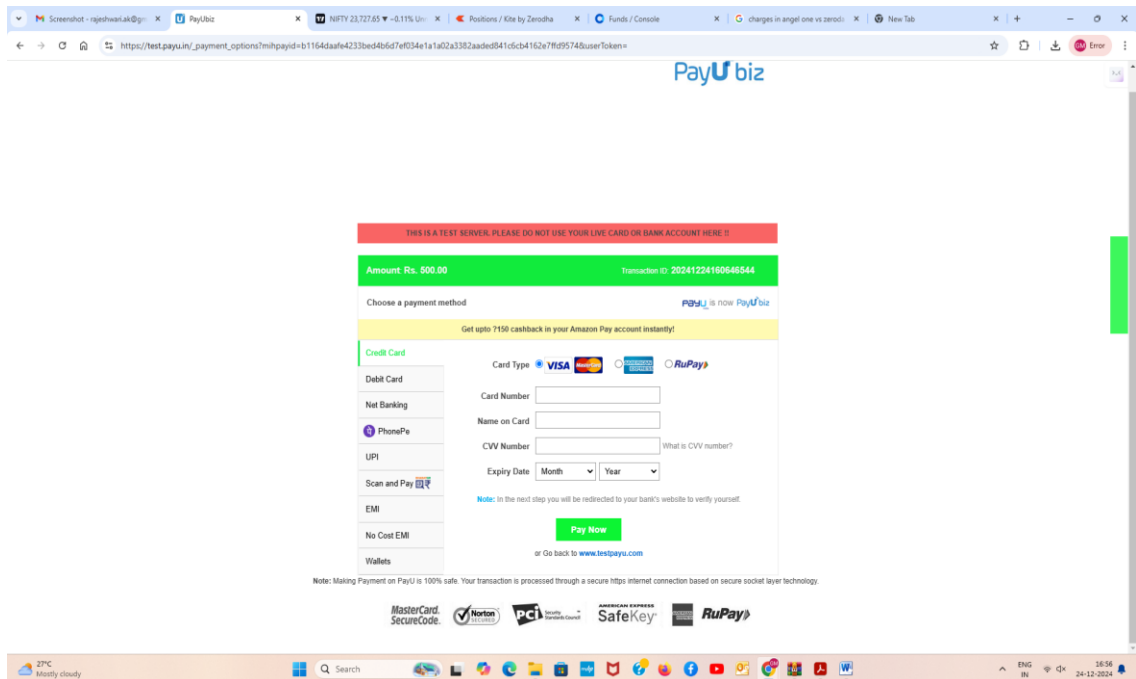 Screenshot - rajeshwari.ak@gm
PayUbiz
NIFTY 23,727.65 ▼ −0.11% Un
Positions / Kite by Zerodha
Funds / Console
charges in angel one vs zerod
New Tab
https://test.payu.in/_payment_options?mihpayid=b1164daafe4233bed4b6d7ef034e1a1a02a3382aaded841c6cb4162e7ffd9574&userToken=
GM Error
PayU biz
THIS IS A TEST SERVER. PLEASE DO NOT USE YOUR LIVE CARD OR BANK ACCOUNT HERE !!
Amount: Rs. 500.00 Transaction ID: 20241224160646544
Choose a payment method PayU is now PayU biz
Get upto ?150 cashback in your Amazon Pay account instantly!
Credit Card
Debit Card
Net Banking
PhonePe
UPI
Scan and Pay
EMI
No Cost EMI
Wallets
Card Type VISA MasterCard AMERICAN EXPRESS RuPay
Card Number
Name on Card
CVV Number What is CVV number?
Expiry Date Month Year
Note: In the next step you will be redirected to your bank's website to verify yourself.
Pay Now
or Go back to www.testpayu.com
Note: Making Payment on PayU is 100% safe. Your transaction is processed through a secure https internet connection based on secure socket layer technology.
MasterCard. SecureCode.
Norton SECURED
PCI Security Standards Council
AMERICAN EXPRESS SafeKey
RuPay
27°C
Mostly cloudy
Search
ENG
IN
16:56
24-12-2024